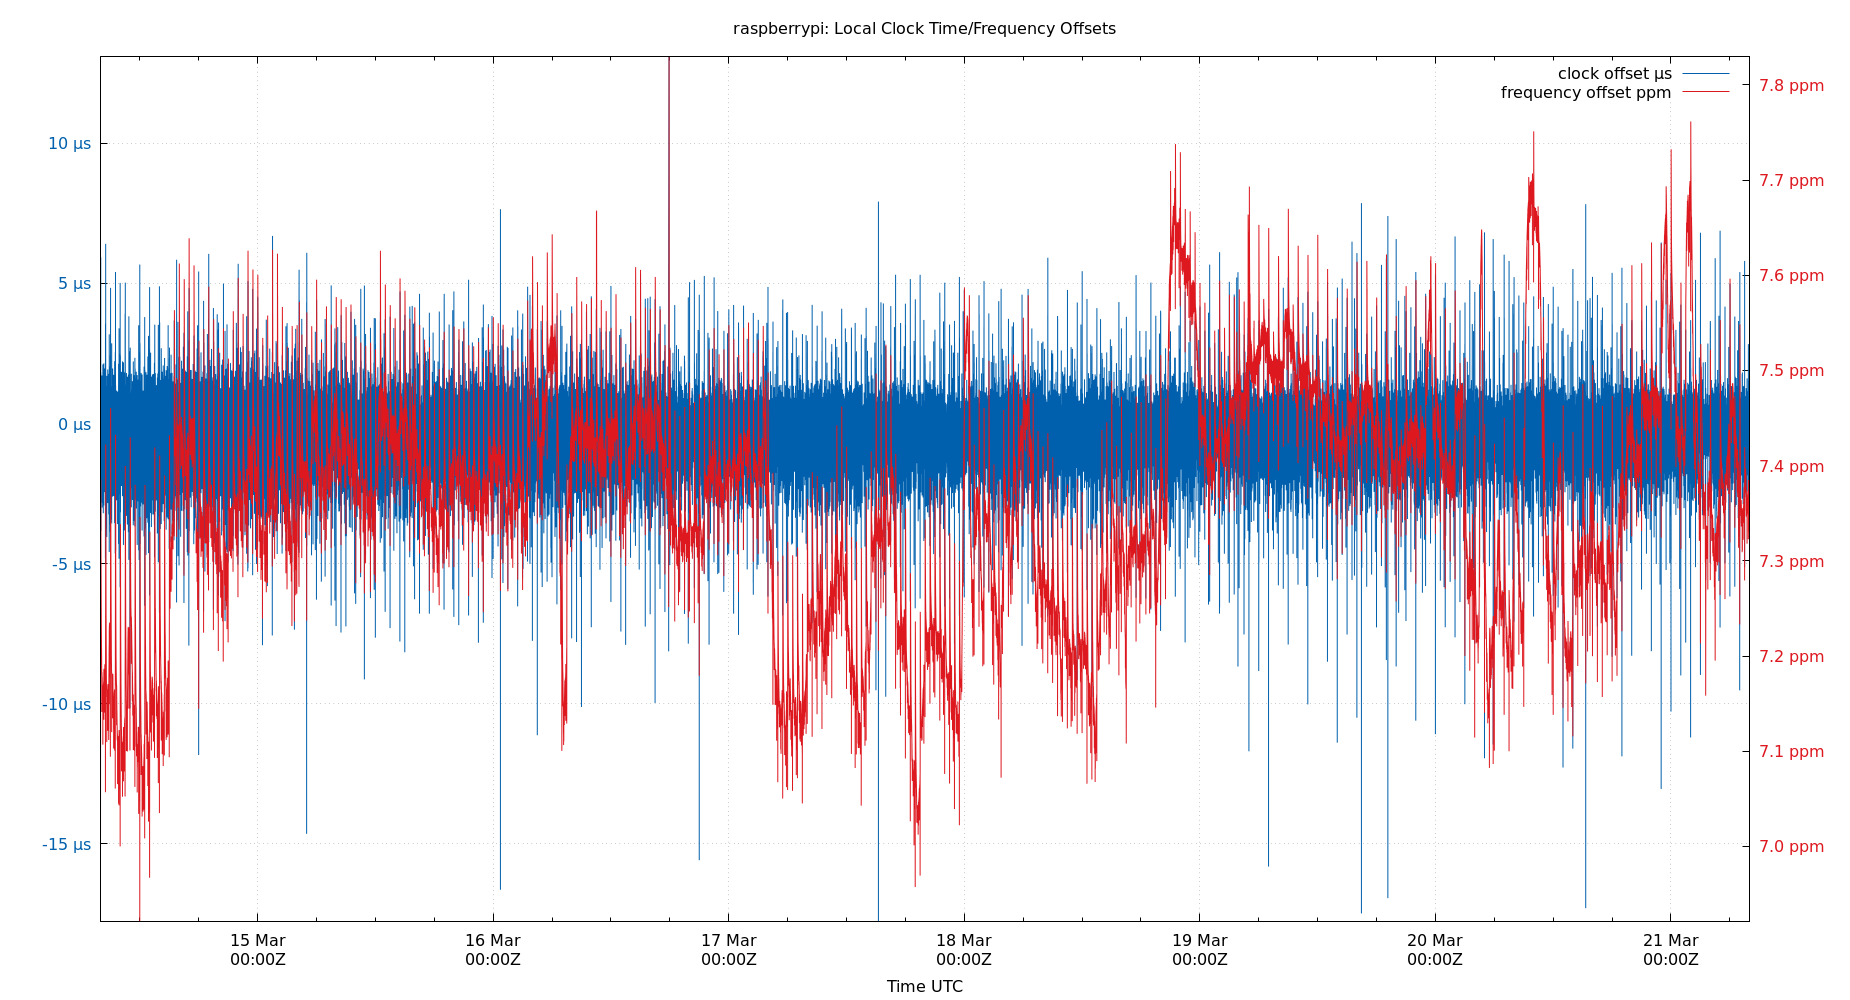 raspberrypi: Local Clock Time/Frequency Offsets
clock offset µs
frequency offset ppm
10 µs
5 µs
0 µs
-5 µs
-10 µs
-15 µs
7.8 ppm
7.7 ppm
7.6 ppm
7.5 ppm
7.4 ppm
7.3 ppm
7.2 ppm
7.1 ppm
7.0 ppm
15 Mar 16 Mar 17 Mar 18 Mar 19 Mar 20 Mar 21 Mar
00:00Z 00:00Z 00:00Z 00:00Z 00:00Z 00:00Z 00:00Z
Time UTC